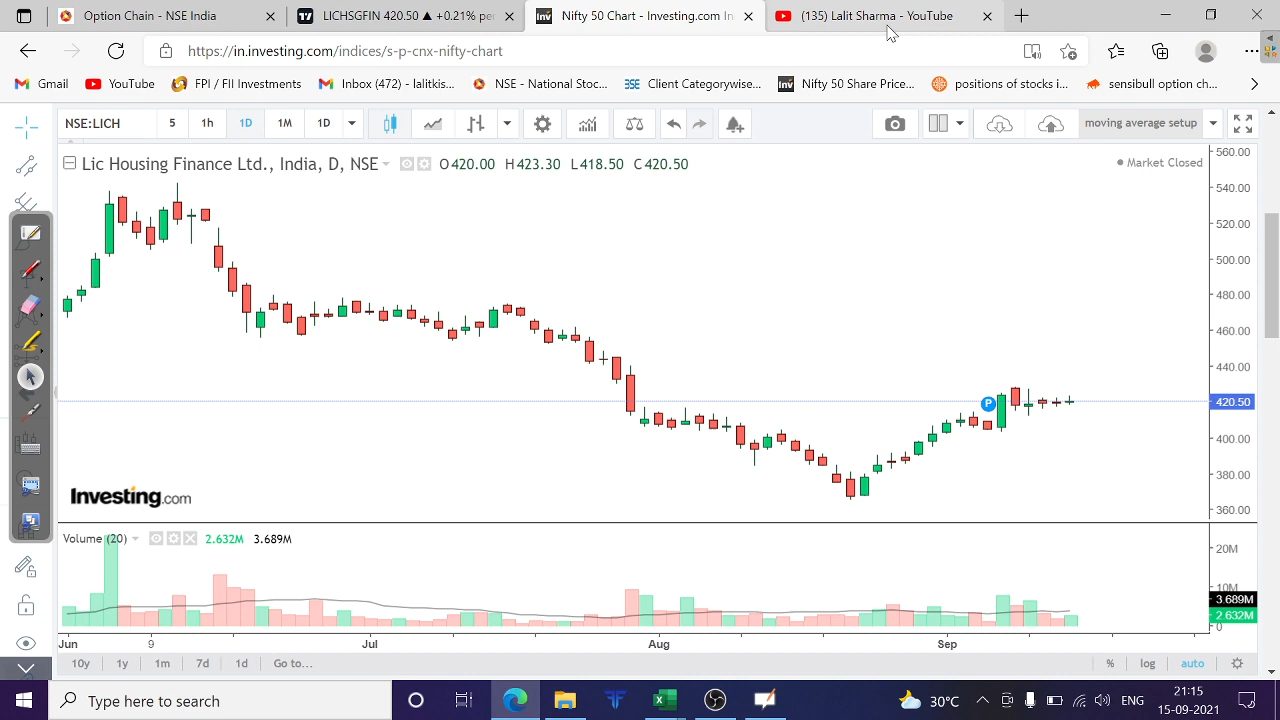 Option Chain - NSE
LICHSGFIN 420.50 ▲ +0.21% pe
Nifty 50 Chart - Investing.com In
(135) Lalit Sharma - YouTube
https://in.investing.com/indices/s-p-cnx-nifty-chart
Gmail
YouTube
FPI / FII Investments
Inbox (472) - lalitkis...
NSE - National Stoc...
Client Categorywise...
Nifty 50 Share Price...
positions of stocks i...
sensibull option ch...
NSE:LICH
5
1h
1D
1M
1D
moving average setup
Lic Housing Finance Ltd., India, D, NSE
O420.00 H423.30 L418.50 C420.50
Market Closed
560.00
540.00
520.00
500.00
480.00
460.00
440.00
420.50
400.00
380.00
360.00
P
Investing.com
Volume (20)
2.632M 3.689M
20M
10M
3.689M
2.632M
0
Jun 9 Jul Aug Sep
10y 1y 1m 7d 1d Go to...
% log auto
Type here to search
30°C
ENG
21:15
15-09-2021